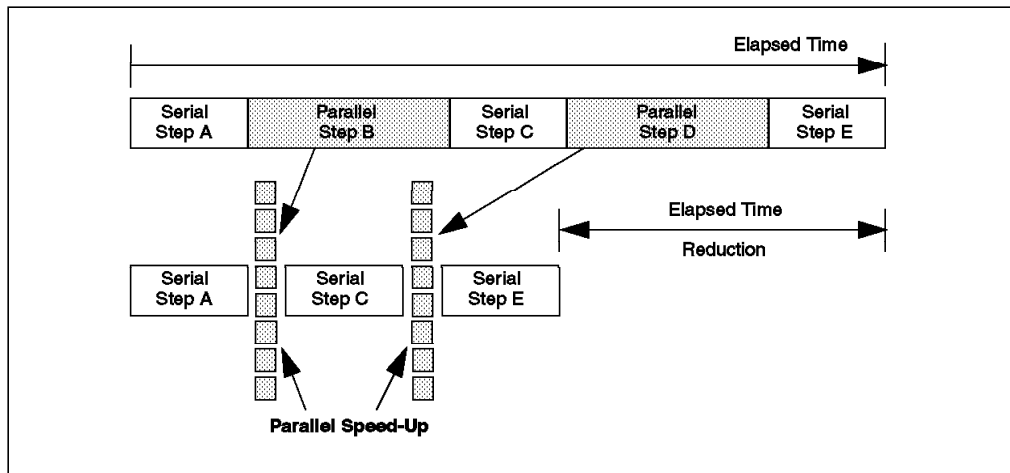 Elapsed Time
Serial
Step A
Parallel
Step B
Serial
Step C
Parallel
Step D
Serial
Step E
Elapsed Time
Reduction
Serial
Step A
Serial
Step C
Serial
Step E
Parallel Speed-Up